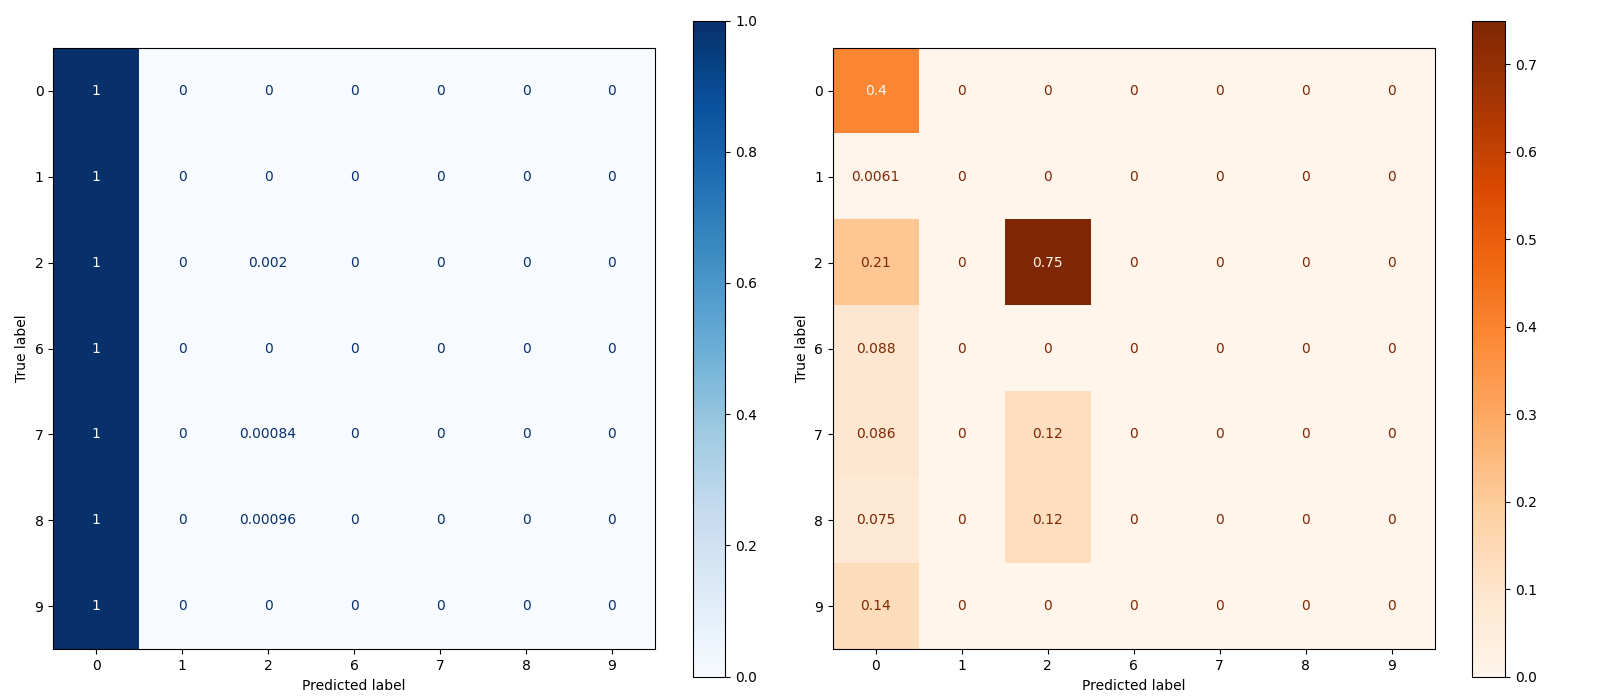 0 1 0 0 0 0 0 0
1 1 0 0 0 0 0 0
2 1 0 0.002 0 0 0 0
6 1 0 0 0 0 0 0
7 1 0 0.00084 0 0 0 0
8 1 0 0.00096 0 0 0 0
9 1 0 0 0 0 0 0
0 1 2 6 7 8 9
Predicted label
True label
1.0
0.8
0.6
0.4
0.2
0.0
0 0.4 0 0 0 0 0 0
1 0.0061 0 0 0 0 0 0
2 0.21 0 0.75 0 0 0 0
6 0.088 0 0 0 0 0 0
7 0.086 0 0.12 0 0 0 0
8 0.075 0 0.12 0 0 0 0
9 0.14 0 0 0 0 0 0
0 1 2 6 7 8 9
Predicted label
True label
0.7
0.6
0.5
0.4
0.3
0.2
0.1
0.0